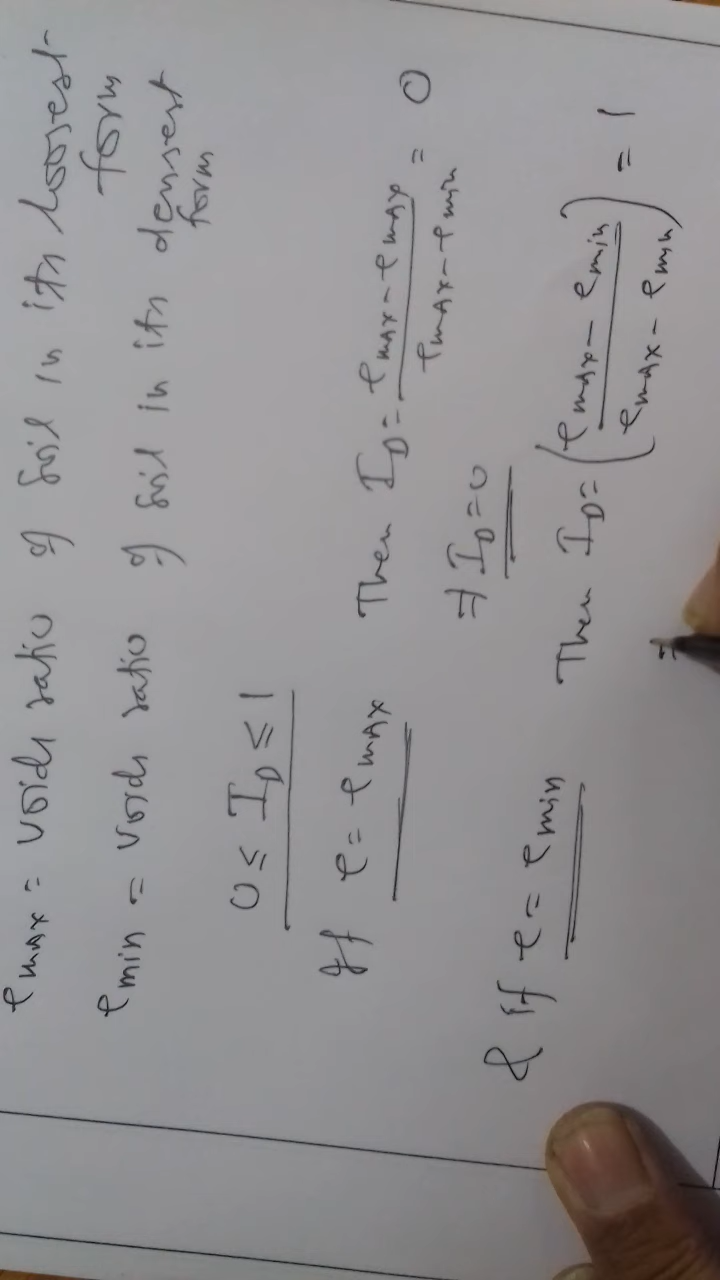 e max = voids ratio of soil in its loosest form
e min = voids ratio of soil in its densest form
0 ≤ I_D ≤ 1
If e = e max Then I_D = (e max - e max) / (e max - e min) = 0
⇒ I_D = 0
& if e = e min Then I_D = ((e max - e min) / (e max - e min)) = 1
=